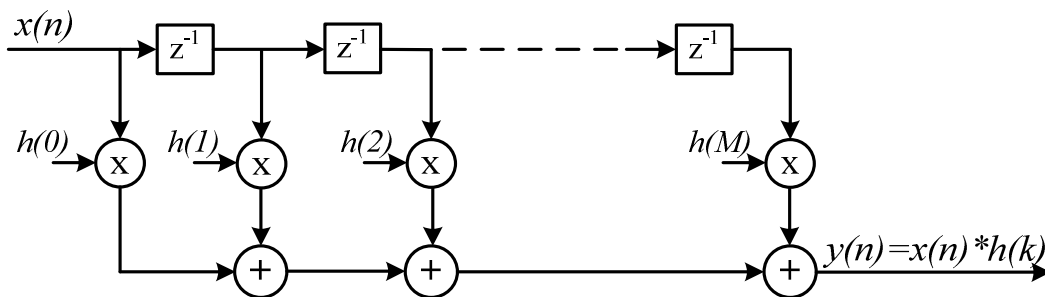 x(n)
z⁻¹
z⁻¹
z⁻¹
h(0)
x
h(1)
x
h(2)
x
h(M)
x
+
+
+
y(n)=x(n)*h(k)